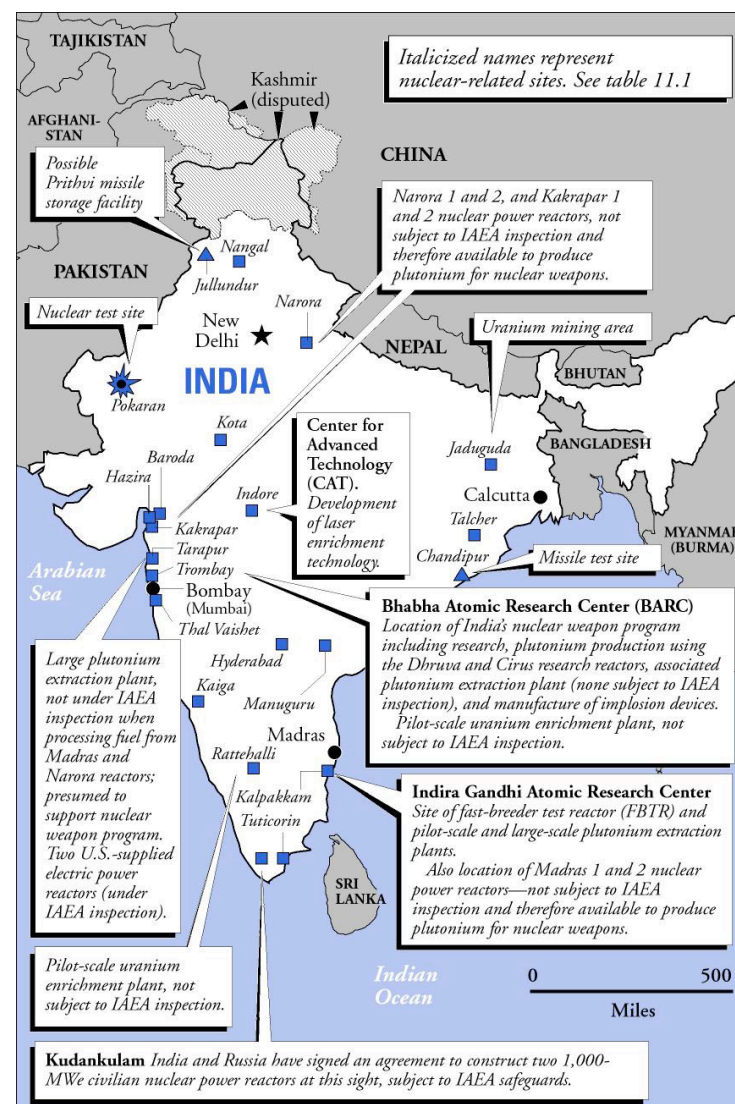 TAJIKISTAN
Italicized names represent
nuclear-related sites. See table 11.1
Kashmir
(disputed)
AFGHANI-
STAN
CHINA
Possible
Prithvi missile
storage facility
Narora 1 and 2, and Kakrapar 1
and 2 nuclear power reactors, not
subject to IAEA inspection and
therefore available to produce
plutonium for nuclear weapons.
Nangal
PAKISTAN
Jullundur
Nuclear test site
Narora
New
Delhi
Uranium mining area
NEPAL
BHUTAN
INDIA
Pokaran
Kota
Center for
Advanced
Technology
(CAT).
Development
of laser
enrichment
technology.
BANGLADESH
Jaduguda
Baroda
Hazira
Indore
Calcutta
Talcher
Kakrapar
MYANMAR
(BURMA)
Tarapur
Chandipur
Missile test site
Arabian
Sea
Trombay
Bombay
(Mumbai)
Thal Vaishet
Bhabha Atomic Research Center (BARC)
Location of India's nuclear weapon program
including research, plutonium production using
the Dhruva and Cirus research reactors, associated
plutonium extraction plant (none subject to IAEA
inspection), and manufacture of implosion devices.
Pilot-scale uranium enrichment plant, not
subject to IAEA inspection.
Large plutonium
extraction plant,
not under IAEA
inspection when
processing fuel from
Madras and
Narora reactors;
presumed to
support nuclear
weapon program.
Two U.S.-supplied
electric power
reactors (under
IAEA inspection).
Hyderabad
Kaiga
Manuguru
Madras
Rattehalli
Kalpakkam
Tuticorin
Indira Gandhi Atomic Research Center
Site of fast-breeder test reactor (FBTR) and
pilot-scale and large-scale plutonium extraction
plants.
Also location of Madras 1 and 2 nuclear
power reactors—not subject to IAEA
inspection and therefore available to produce
plutonium for nuclear weapons.
SRI
LANKA
Pilot-scale uranium
enrichment plant, not
subject to IAEA inspection.
Indian
Ocean
0 500
Miles
Kudankulam India and Russia have signed an agreement to construct two 1,000-
MWe civilian nuclear power reactors at this sight, subject to IAEA safeguards.